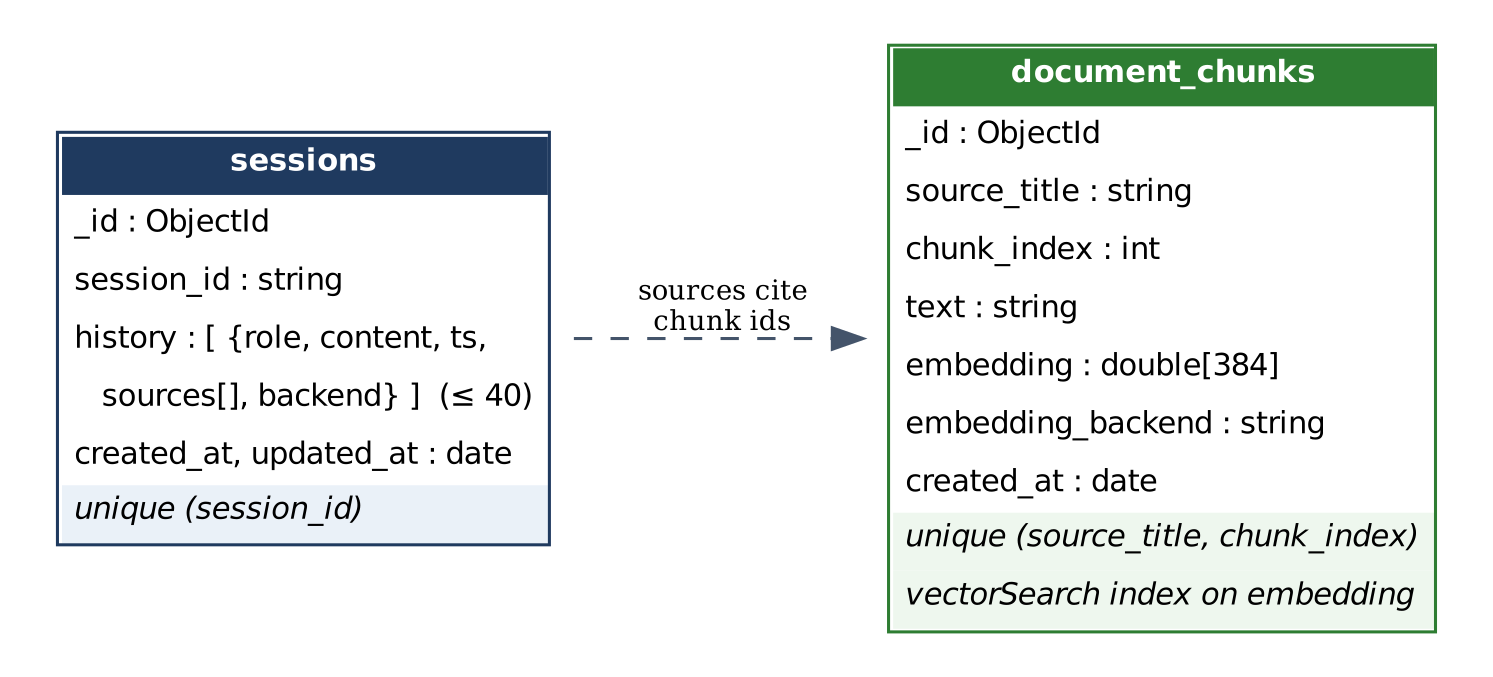 sessions
_id : ObjectId
session_id : string
history : [ {role, content, ts,
sources[], backend} ]  (≤ 40)
created_at, updated_at : date
unique (session_id)
sources cite
chunk ids
document_chunks
_id : ObjectId
source_title : string
chunk_index : int
text : string
embedding : double[384]
embedding_backend : string
created_at : date
unique (source_title, chunk_index)
vectorSearch index on embedding